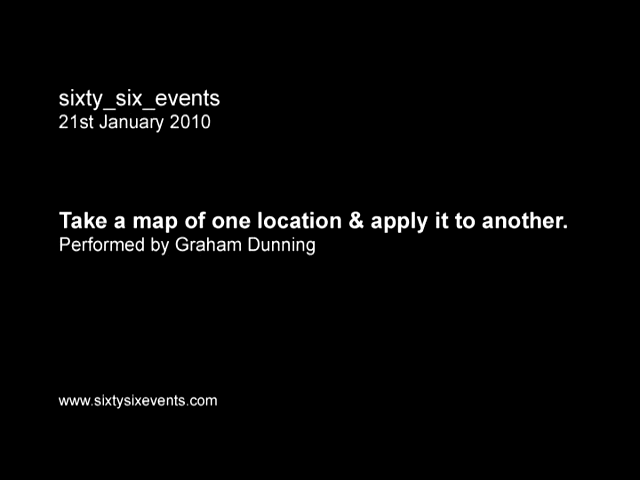 sixty_six_events
21st January 2010
Take a map of one location & apply it to another.
Performed by Graham Dunning
www.sixtysixevents.com